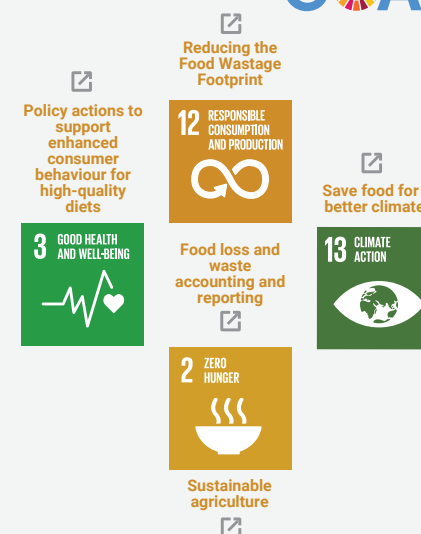 Reducing the
Food Wastage
Footprint
Policy actions to
support
enhanced
consumer
behaviour for
high-quality
diets
12 RESPONSIBLE
CONSUMPTION
AND PRODUCTION
Save food for
better climate
3 GOOD HEALTH
AND WELL-BEING
Food loss and
waste
accounting and
reporting
13 CLIMATE
ACTION
2 ZERO
HUNGER
Sustainable
agriculture